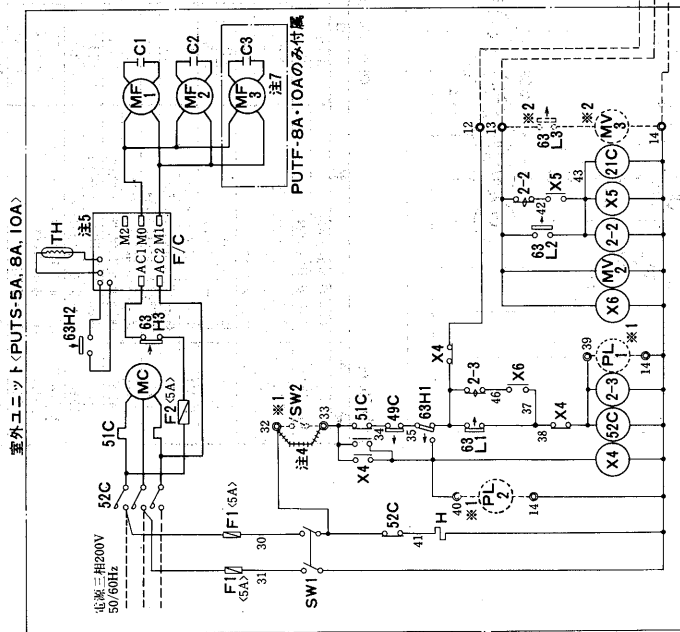 室外ユニット〈PUTS-5A, 8A, 10A〉
C1
C2
C3
MF
1
MF
2
MF
3
注7
PUTF-8A・10Aのみ付属
TH
注5
M2
AC1 M0
AC2 M1
F/C
63H2
63
H3
MC
F2〈5A〉
51C
52C
電源三相200V
50/60Hz
F1〈5A〉
30
F1
〈5A〉
31
SW1
32
※1
SW2
注4
33
51C
34
49C
35
63H1
X4
X4
2-3
46
X6
37
63
L1
38
X4
39
PL
1
※1
14
2-3
52C
X4
40
PL
2
※1
14
52C
41
H
12
13
※2
63
L3
※2
MV
3
14
43
21C
2-2
42
X5
X5
63
L2
2-2
MV
2
X6